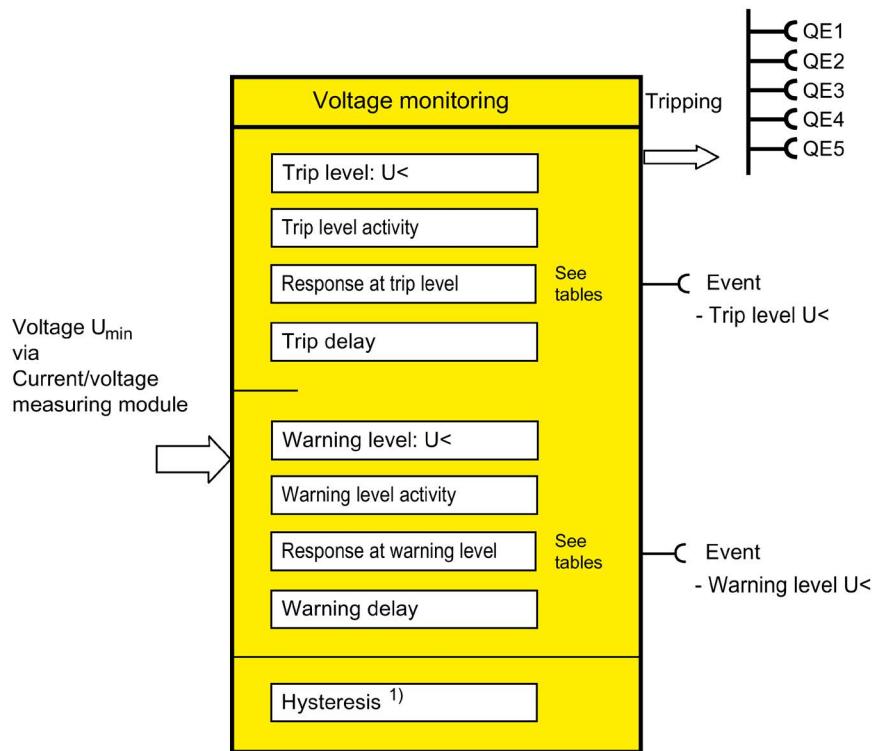 QE1
QE2
QE3
QE4
QE5
Voltage monitoring
Tripping
Trip level: U<
Trip level activity
Response at trip level
See
tables
Event
- Trip level U<
Trip delay
Voltage Umin
via
Current/voltage
measuring module
Warning level: U<
Warning level activity
Response at warning level
See
tables
Event
- Warning level U<
Warning delay
Hysteresis 1)